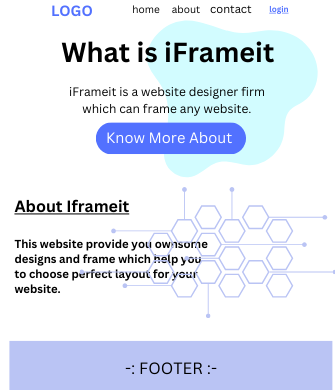 LOGO home about contact login
What is iFrameit
iFrameit is a website designer firm
which can frame any website.
Know More About
About Iframeit
This website provide you ownsome
designs and frame which help you
to choose perfect layout for your
website.
-: FOOTER :-